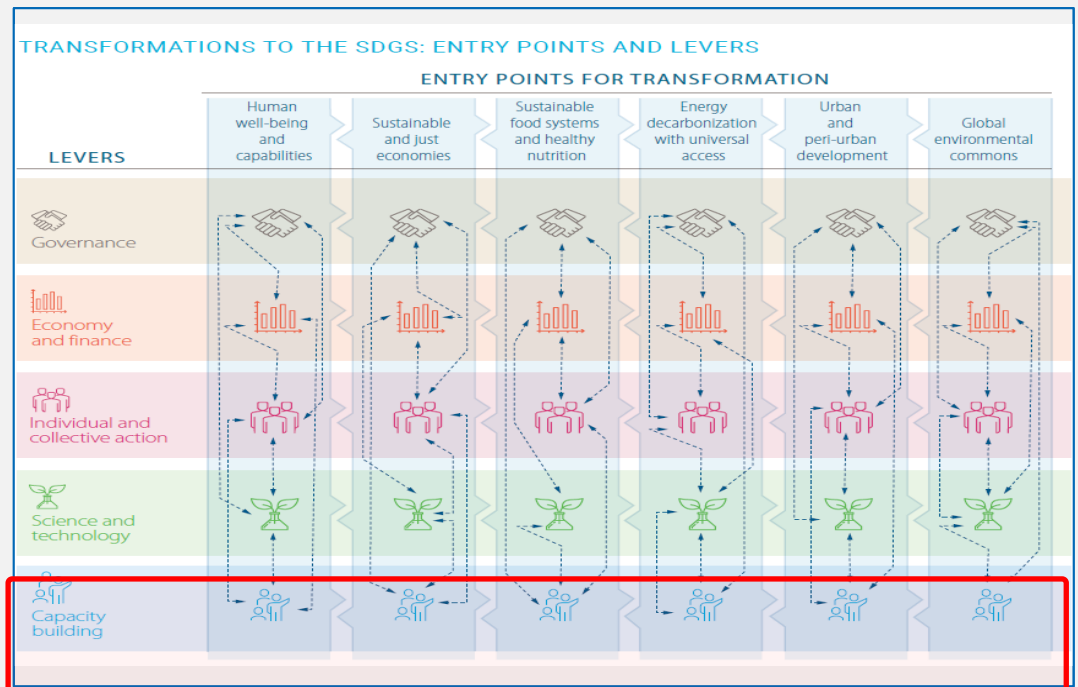 TRANSFORMATIONS TO THE SDGS: ENTRY POINTS AND LEVERS
ENTRY POINTS FOR TRANSFORMATION
LEVERS
Human
well-being
and
capabilities
Sustainable
and just
economies
Sustainable
food systems
and healthy
nutrition
Energy
decarbonization
with universal
access
Urban
and
peri-urban
development
Global
environmental
commons
Governance
Economy
and finance
Individual and
collective action
Science and
technology
Capacity
building